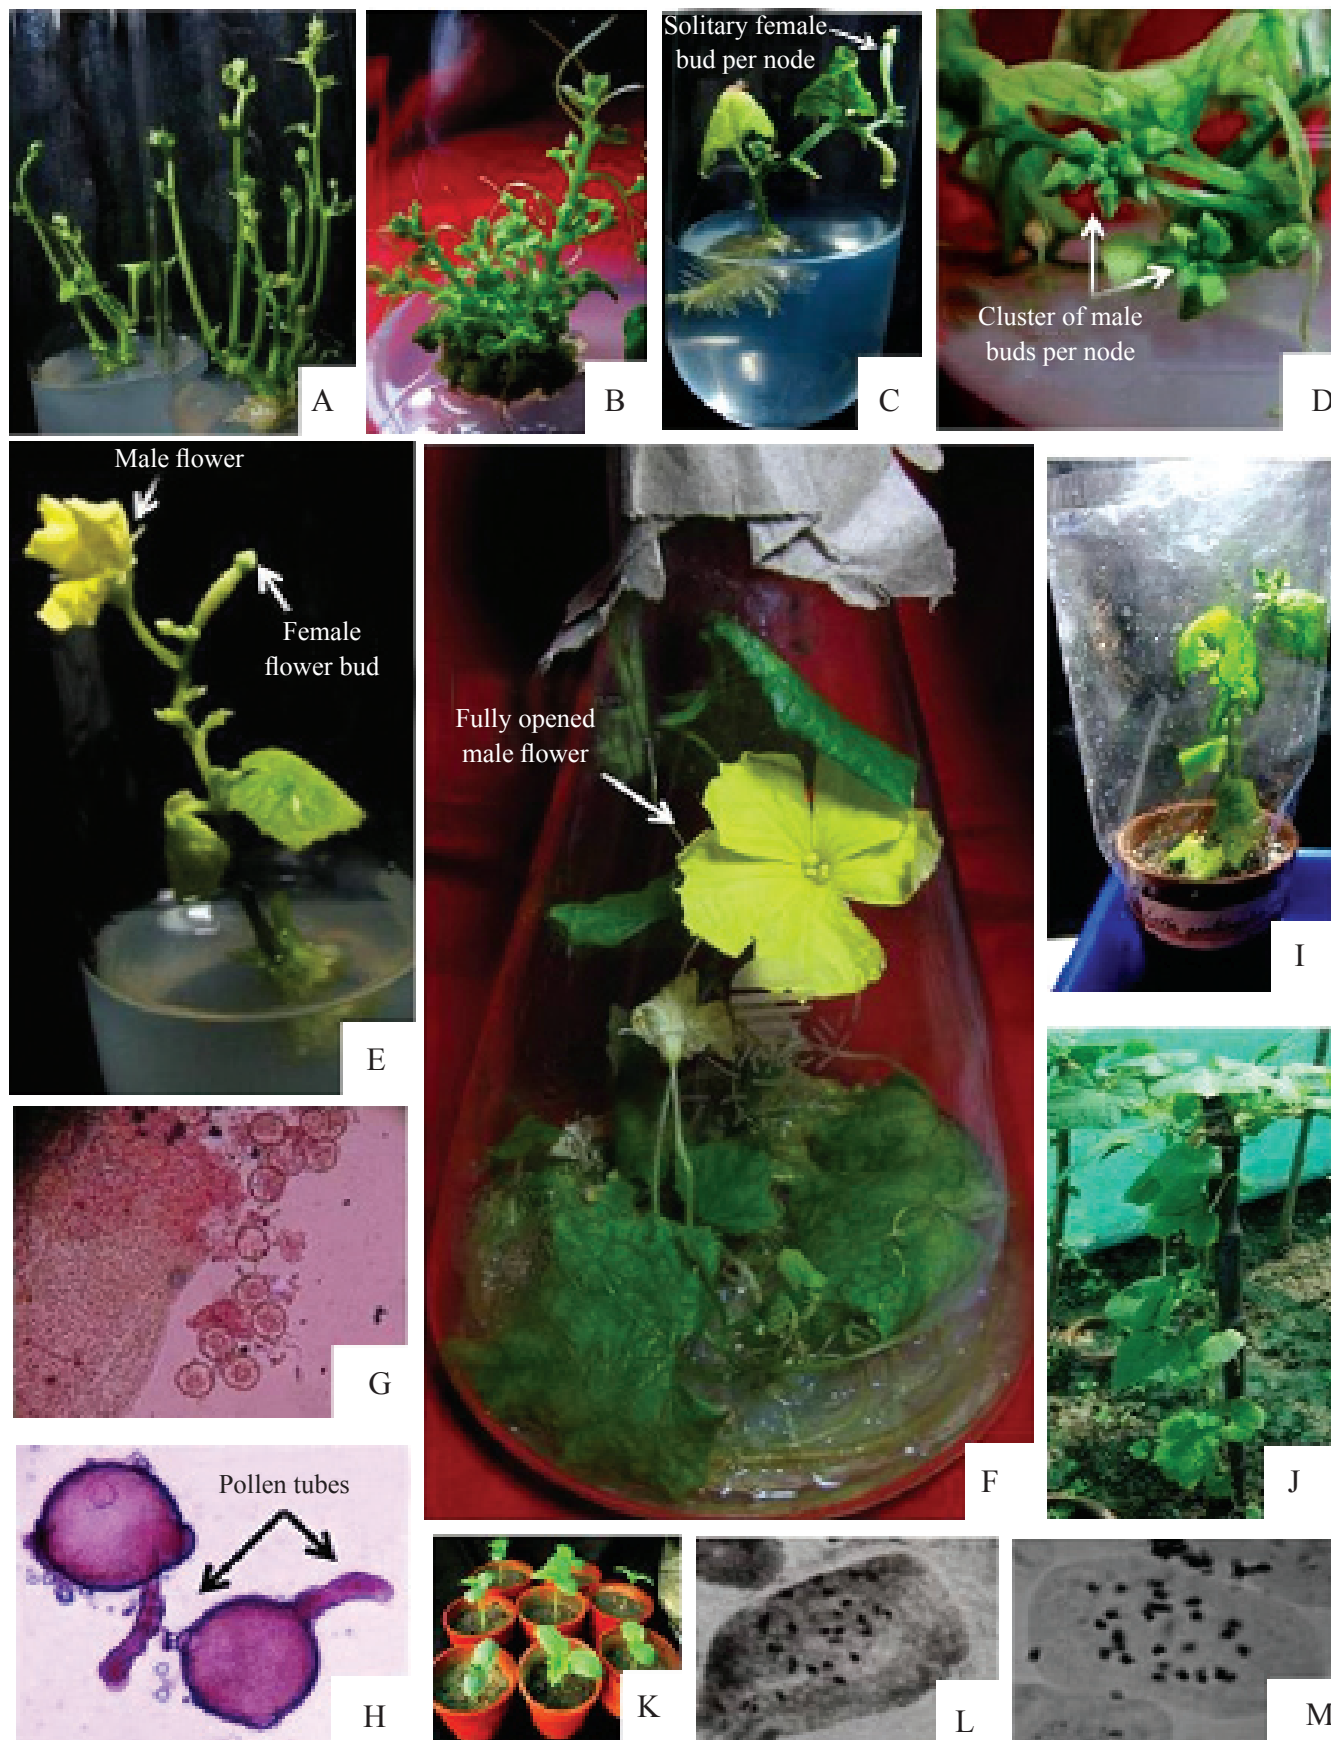 Solitary female
bud per node
A
B
C
Cluster of male
buds per node
D
Male flower
Female
flower bud
E
Fully opened
male flower
F
I
G
J
Pollen tubes
H
K
L
M